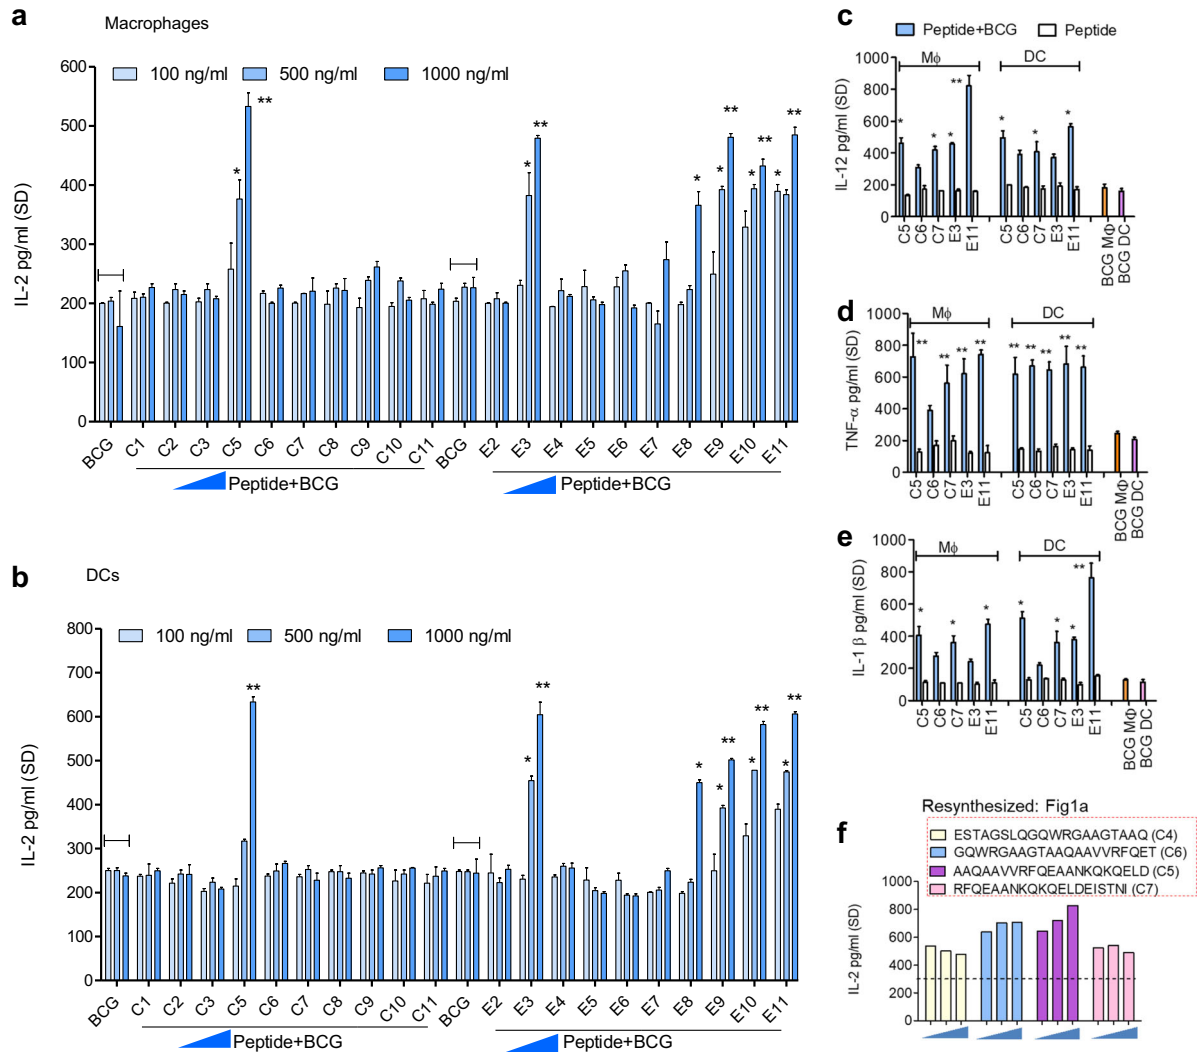 a
Macrophages
100 ng/ml 500 ng/ml 1000 ng/ml
IL-2 pg/ml (SD)
600
500
400
300
200
100
0
** * * ** * * ** * ** * **
BCG C1 C2 C3 C5 C6 C7 C8 C9 C10 C11 BCG E2 E3 E4 E5 E6 E7 E8 E9 E10 E11
Peptide+BCG Peptide+BCG
b
DCs
100 ng/ml 500 ng/ml 1000 ng/ml
IL-2 pg/ml (SD)
800
700
600
500
400
300
200
100
0
** * ** * * ** * ** * **
BCG C1 C2 C3 C5 C6 C7 C8 C9 C10 C11 BCG E2 E3 E4 E5 E6 E7 E8 E9 E10 E11
Peptide+BCG Peptide+BCG
c
Peptide+BCG Peptide
IL-12 pg/ml (SD)
1000
800
600
400
200
0
Mϕ DC
* * * ** * * *
C5 C6 C7 E3 E11 C5 C6 C7 E3 E11 BCG MΦ BCG DC
d
TNF-α pg/ml (SD)
1000
800
600
400
200
0
Mϕ DC
** ** ** ** ** ** ** ** **
C5 C6 C7 E3 E11 C5 C6 C7 E3 E11 BCG MΦ BCG DC
e
IL-1 β pg/ml (SD)
1000
800
600
400
200
0
Mϕ DC
* * * * * * **
C5 C6 C7 E3 E11 C5 C6 C7 E3 E11 BCG MΦ BCG DC
f
Resynthesized: Fig1a
ESTAGSLQGQWRGAAGTAAQ (C4)
GQWRGAAGTAAQAAVVRFQET (C6)
AAQAAVVRFQEAANKQKQELD (C5)
RFQEAANKQKQELDEISTNI (C7)
IL-2 pg/ml (SD)
800
600
400
300
200
0